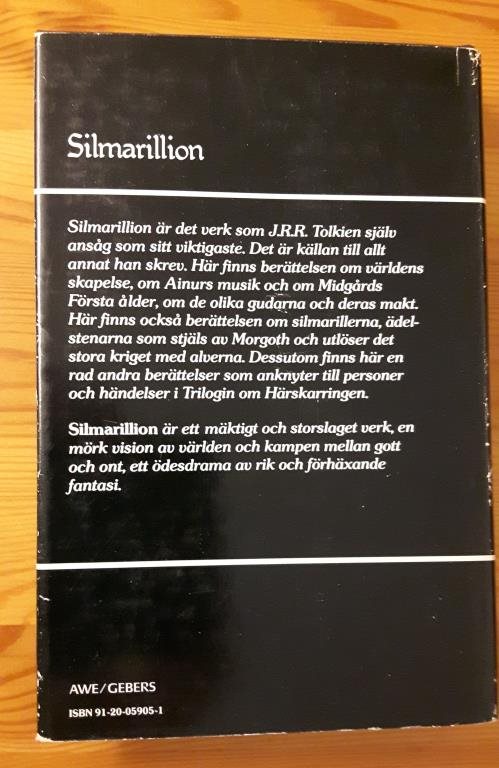 Silmarillion
Silmarillion är det verk som J.R.R. Tolkien själv
ansåg som sitt viktigaste. Det är källan till allt
annat han skrev. Här finns berättelsen om världens
skapelse, om Ainurs musik och om Midgårds
Första ålder, om de olika gudarna och deras makt.
Här finns också berättelsen om silmarillerna, ädel-
stenarna som stjäls av Morgoth och utlöser det
stora kriget med alverna. Dessutom finns här en
rad andra berättelser som anknyter till personer
och händelser i Trilogin om Härskarringen.
Silmarillion är ett mäktigt och storslaget verk, en
mörk vision av världen och kampen mellan gott
och ont, ett ödesdrama av rik och förhäxande
fantasi.
AWE/GEBERS
ISBN 91-20-05905-1